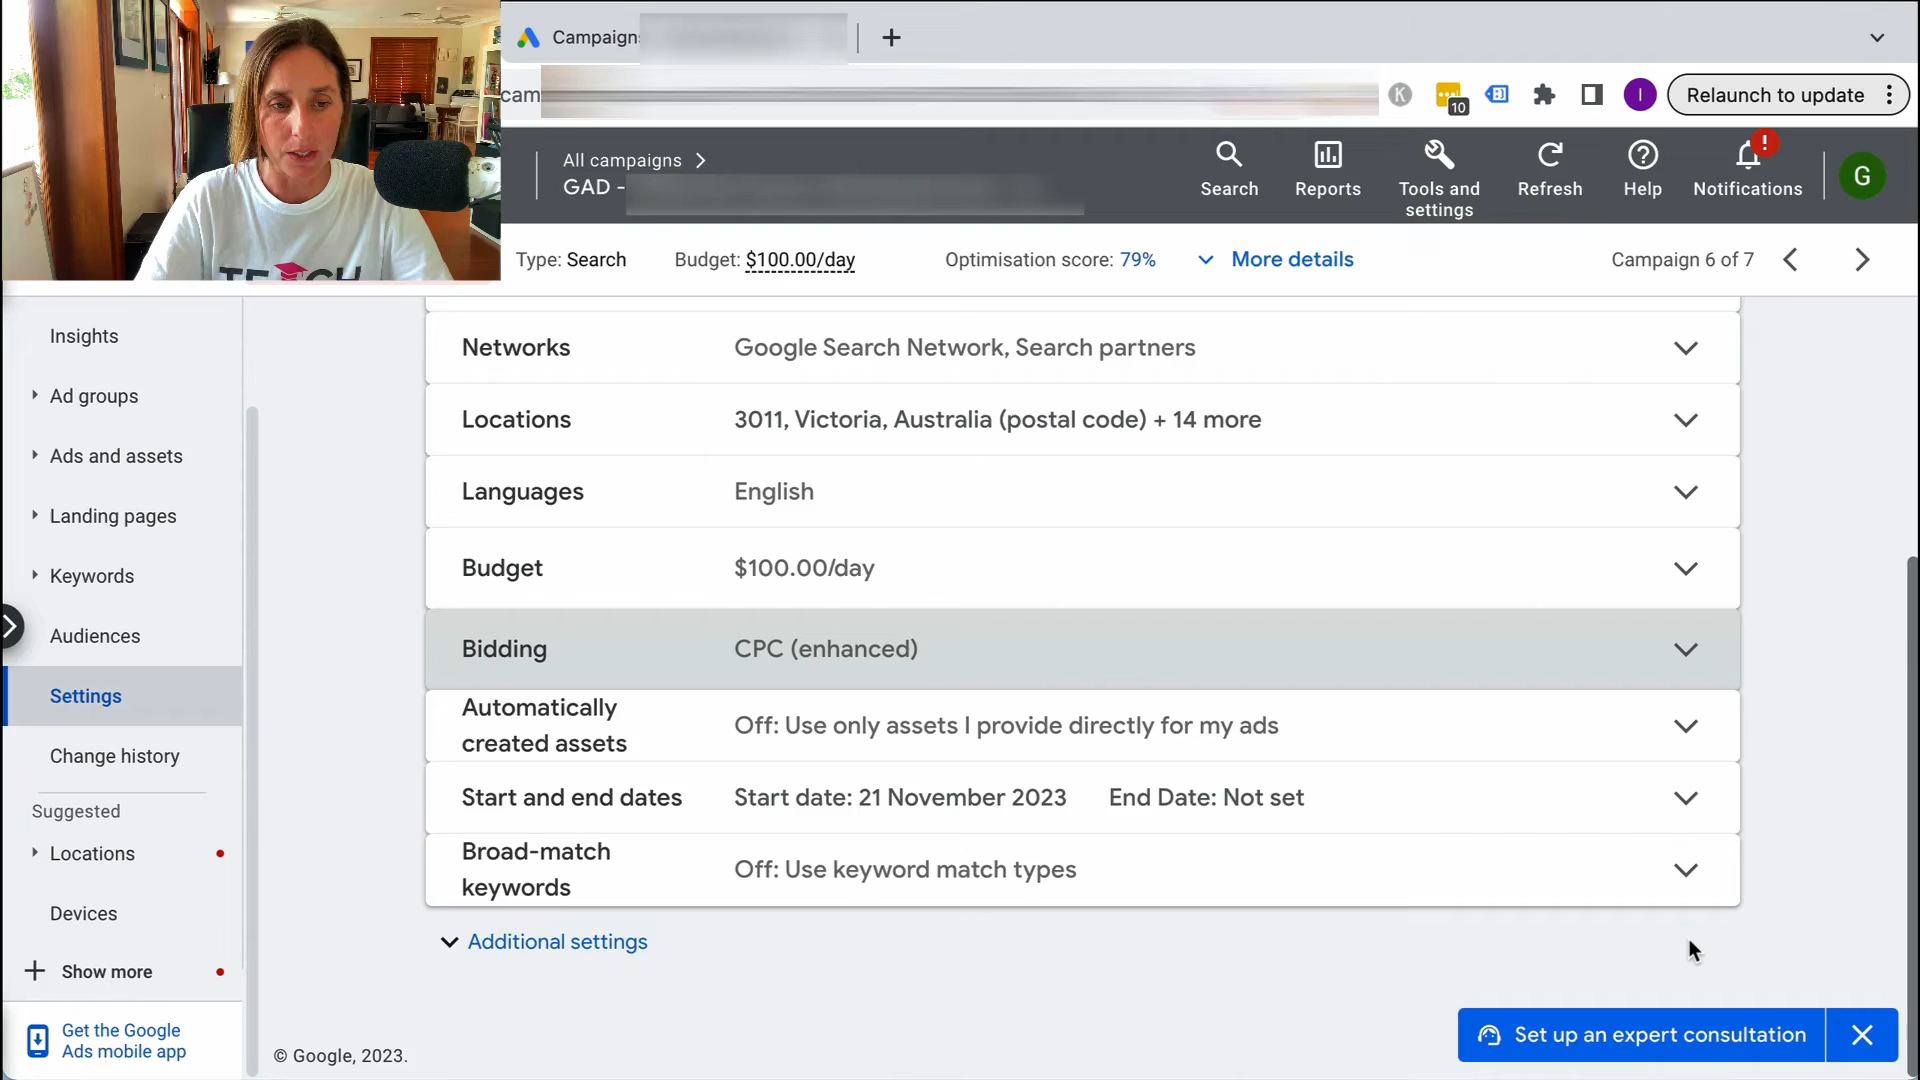 Campaign
cam
K
10
I
Relaunch to update
All campaigns
GAD -
Search
Reports
Tools and
settings
Refresh
Help
!
Notifications
G
Type: Search
Budget: $100.00/day
Optimisation score: 79%
More details
Campaign 6 of 7
Insights
Ad groups
Ads and assets
Landing pages
Keywords
Audiences
Settings
Change history
Suggested
Locations
Devices
Show more
Get the Google
Ads mobile app
Networks
Google Search Network, Search partners
Locations
3011, Victoria, Australia (postal code) + 14 more
Languages
English
Budget
$100.00/day
Bidding
CPC (enhanced)
Automatically
created assets
Off: Use only assets I provide directly for my ads
Start and end dates
Start date: 21 November 2023 End Date: Not set
Broad-match
keywords
Off: Use keyword match types
Additional settings
© Google, 2023.
Set up an expert consultation